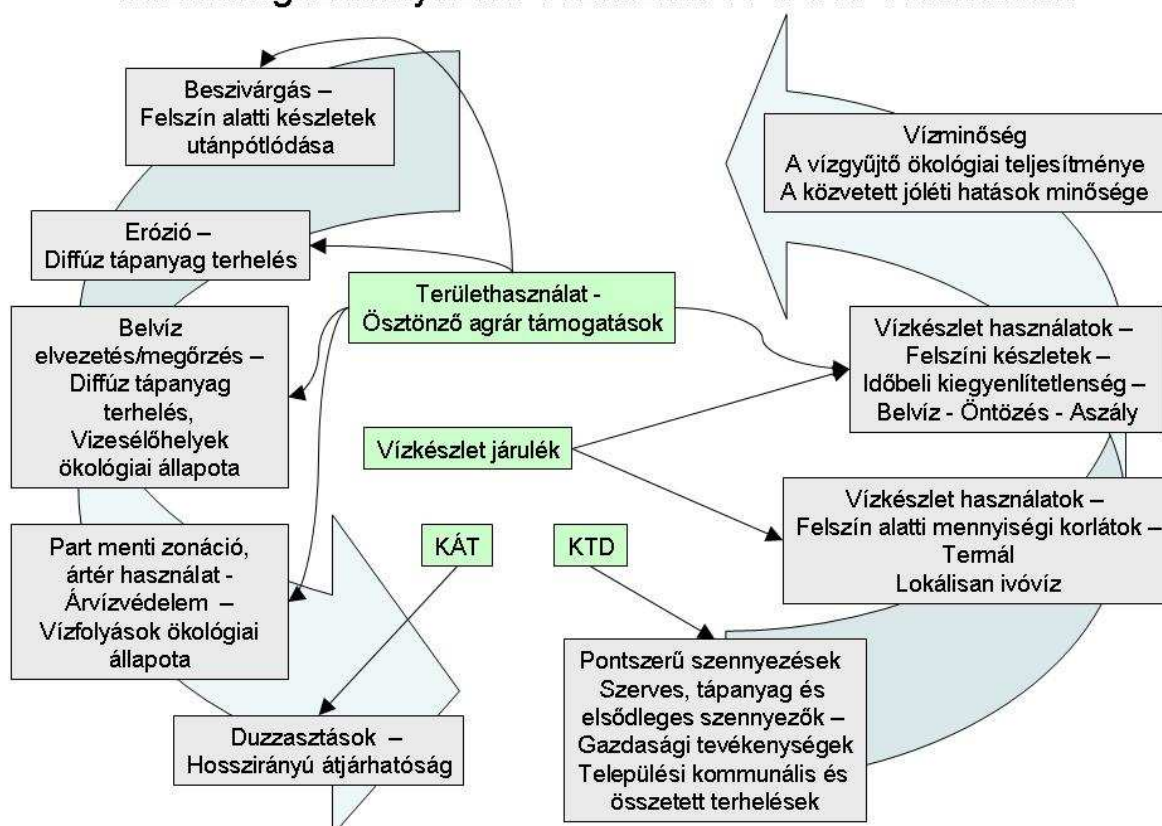 Beszivárgás –
Felszín alatti készletek
utánpótlódása
Vízminőség
A vízgyűjtő ökológiai teljesítménye
A közvetett jóléti hatások minősége
Erózió –
Diffúz tápanyag terhelés
Területhasználat -
Ösztönző agrár támogatások
Belvíz
elvezetés/megőrzés –
Diffúz tápanyag
terhelés,
Vizesélőhelyek
ökológiai állapota
Vízkészlet használatok –
Felszíni készletek –
Időbeli kiegyenlítetlenség –
Belvíz - Öntözés - Aszály
Vízkészlet járulék
Vízkészlet használatok –
Felszín alatti mennyiségi korlátok –
Termál
Lokálisan ivóvíz
Part menti zonáció,
ártér használat -
Árvízvédelem –
Vízfolyások ökológiai
állapota
KÁT
KTD
Pontszerű szennyezések
Szerves, tápanyag és
elsődleges szennyezők –
Gazdasági tevékenységek
Települési kommunális és
összetett terhelések
Duzzasztások –
Hosszirányú átjárhatóság